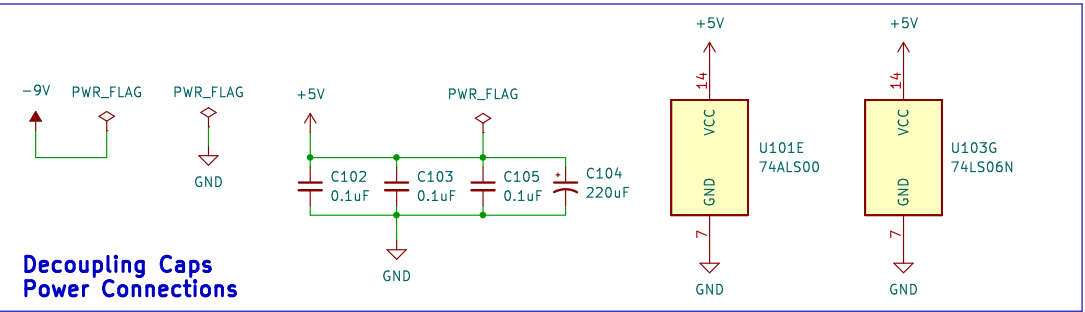 -9V
PWR_FLAG
PWR_FLAG
GND
+5V
PWR_FLAG
C102
0.1uF
C103
0.1uF
C105
0.1uF
C104
220uF
+
GND
+5V
14
VCC
GND
7
GND
U101E
74ALS00
+5V
14
VCC
GND
7
GND
U103G
74LS06N
Decoupling Caps
Power Connections